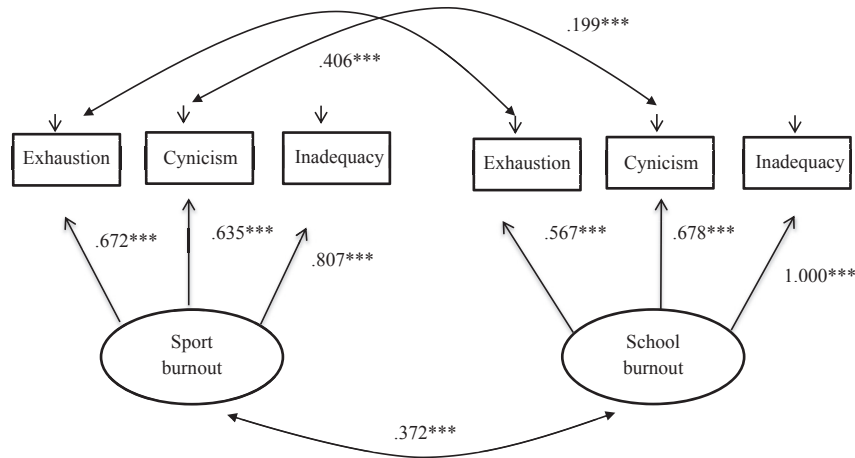 .199***
.406***
Exhaustion
Cynicism
Inadequacy
Exhaustion
Cynicism
Inadequacy
.672***
.635***
.807***
.567***
.678***
1.000***
Sport
burnout
School
burnout
.372***